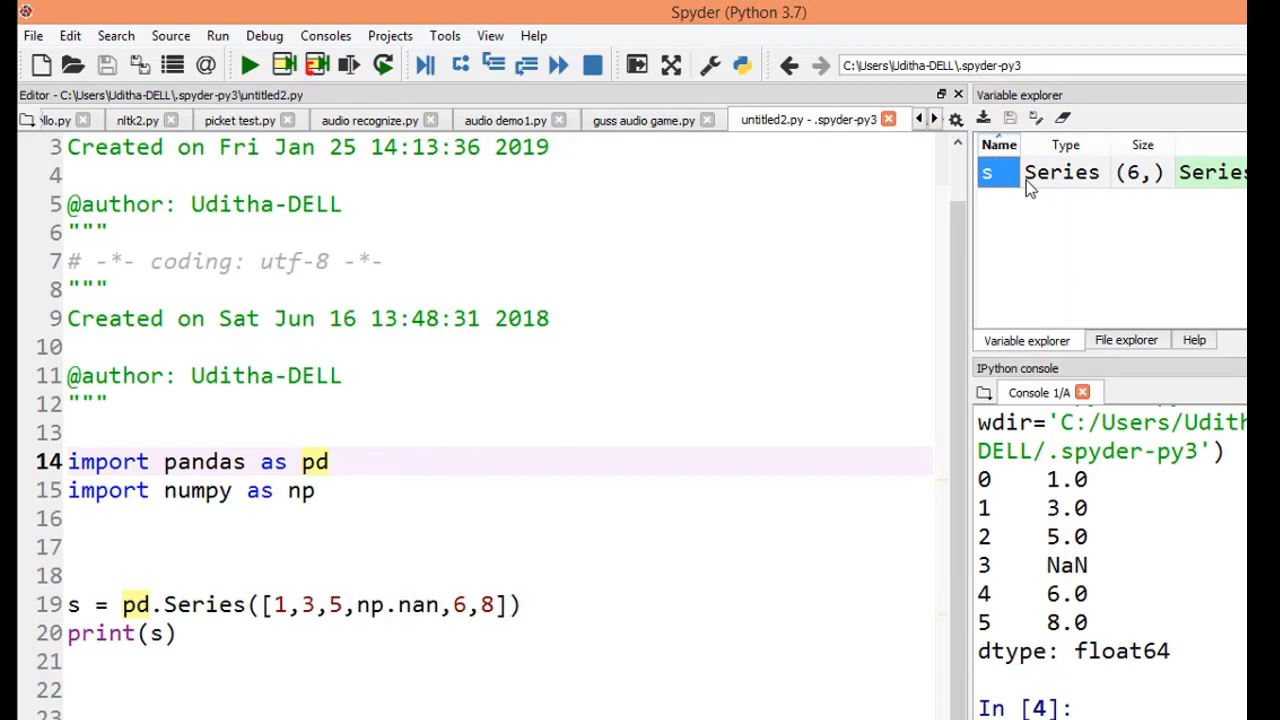 Spyder (Python 3.7)
File Edit Search Source Run Debug Consoles Projects Tools View Help
C:\Users\Uditha-DELL\.spyder-py3
Editor - C:\Users\Uditha-DELL\.spyder-py3\untitled2.py
llo.py nltk2.py picket test.py audio recognize.py audio demo1.py guss audio game.py untitled2.py - .spyder-py3
3 Created on Fri Jan 25 14:13:36 2019
4
5 @author: Uditha-DELL
6 """
7 # -*- coding: utf-8 -*-
8 """
9 Created on Sat Jun 16 13:48:31 2018
10
11 @author: Uditha-DELL
12 """
13
14 import pandas as pd
15 import numpy as np
16
17
18
19 s = pd.Series([1,3,5,np.nan,6,8])
20 print(s)
21
22
23
Variable explorer
Name Type Size
s Series (6,) Series
Variable explorer File explorer Help
IPython console
Console 1/A
wdir='C:/Users/Udith
DELL/.spyder-py3')
0 1.0
1 3.0
2 5.0
3 NaN
4 6.0
5 8.0
dtype: float64
In [4]: